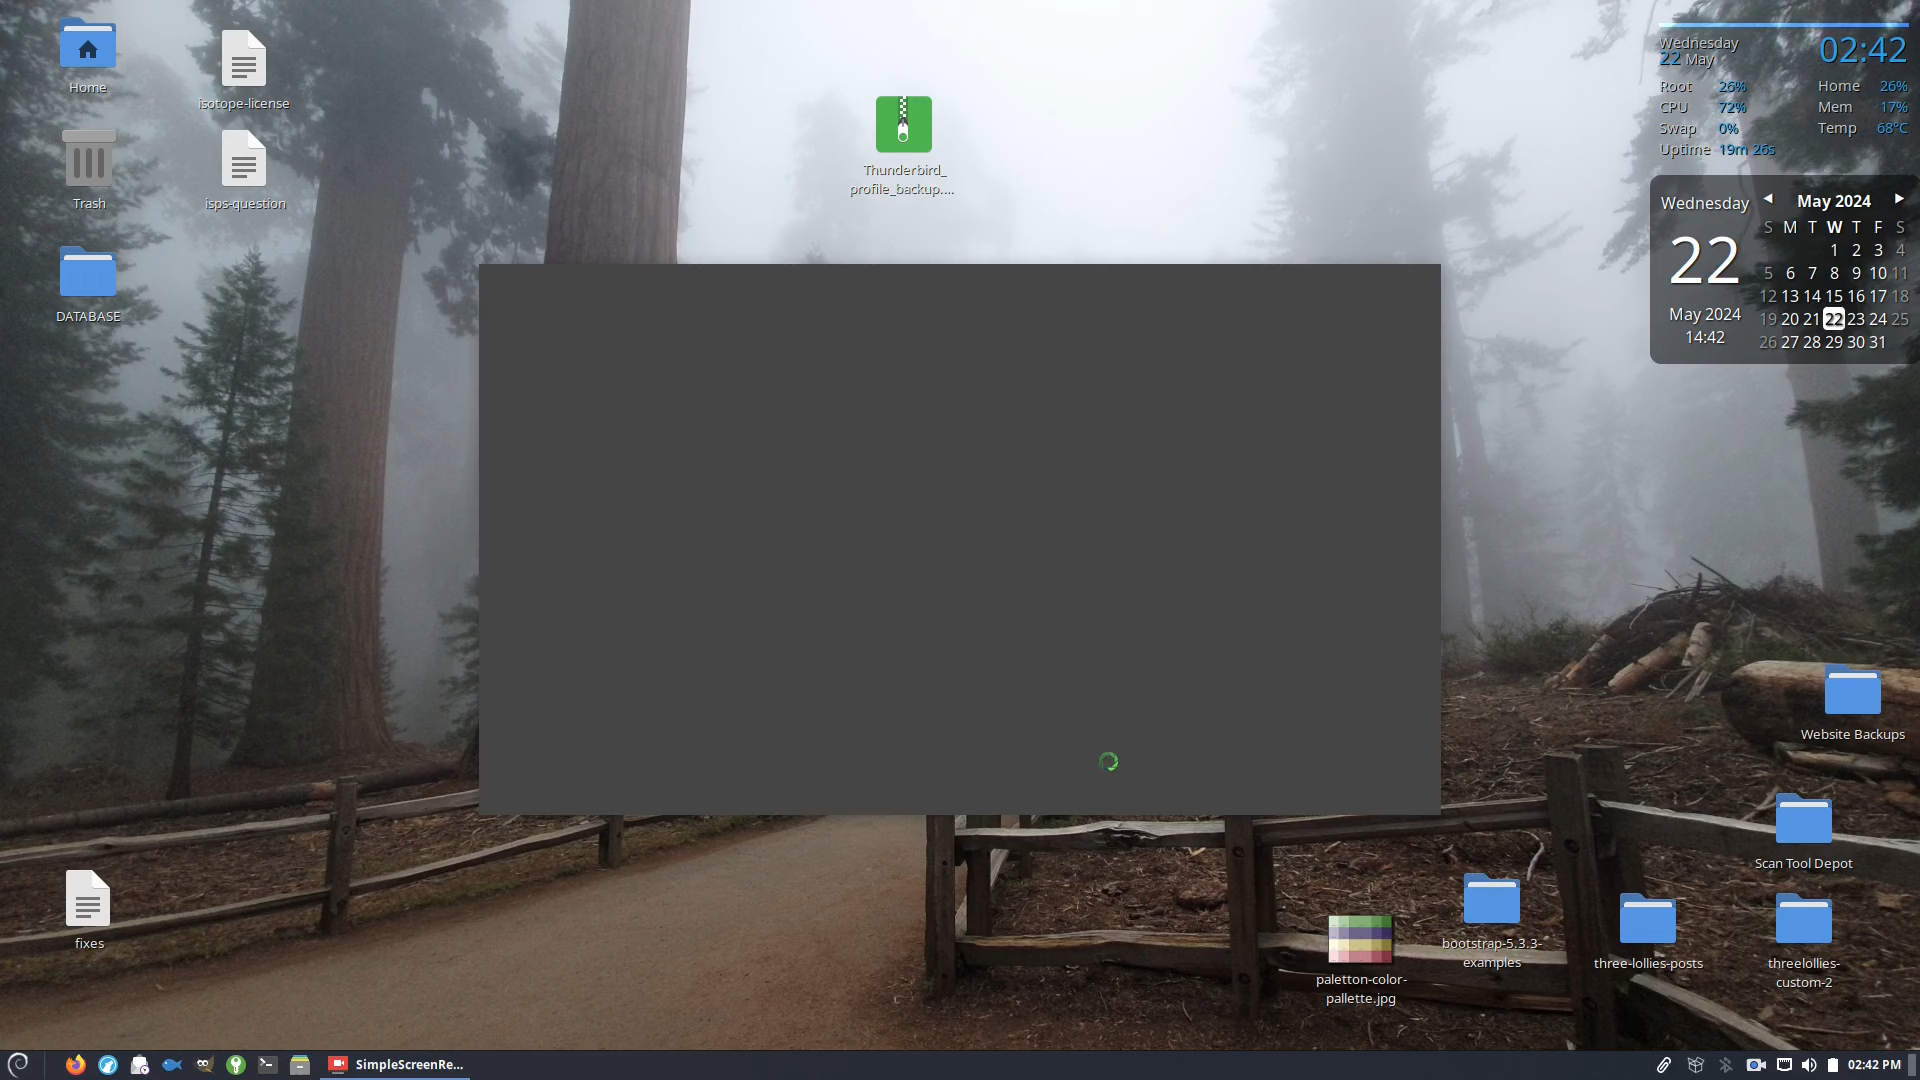 Home
isotope-license
Trash
isps-question
DATABASE
Thunderbird_
profile_backup....
Wednesday
22 May
02:42
Root 26% Home 26%
CPU 72% Mem 17%
Swap 0% Temp 68°C
Uptime 19m 26s
Wednesday
22
May 2024
14:42
◀ May 2024 ▶
S M T W T F S
1 2 3 4
5 6 7 8 9 10 11
12 13 14 15 16 17 18
19 20 21 22 23 24 25
26 27 28 29 30 31
Website Backups
Scan Tool Depot
fixes
paletton-color-
pallette.jpg
bootstrap-5.3.3-
examples
three-lollies-posts
threelollies-
custom-2
SimpleScreenRe...
02:42 PM